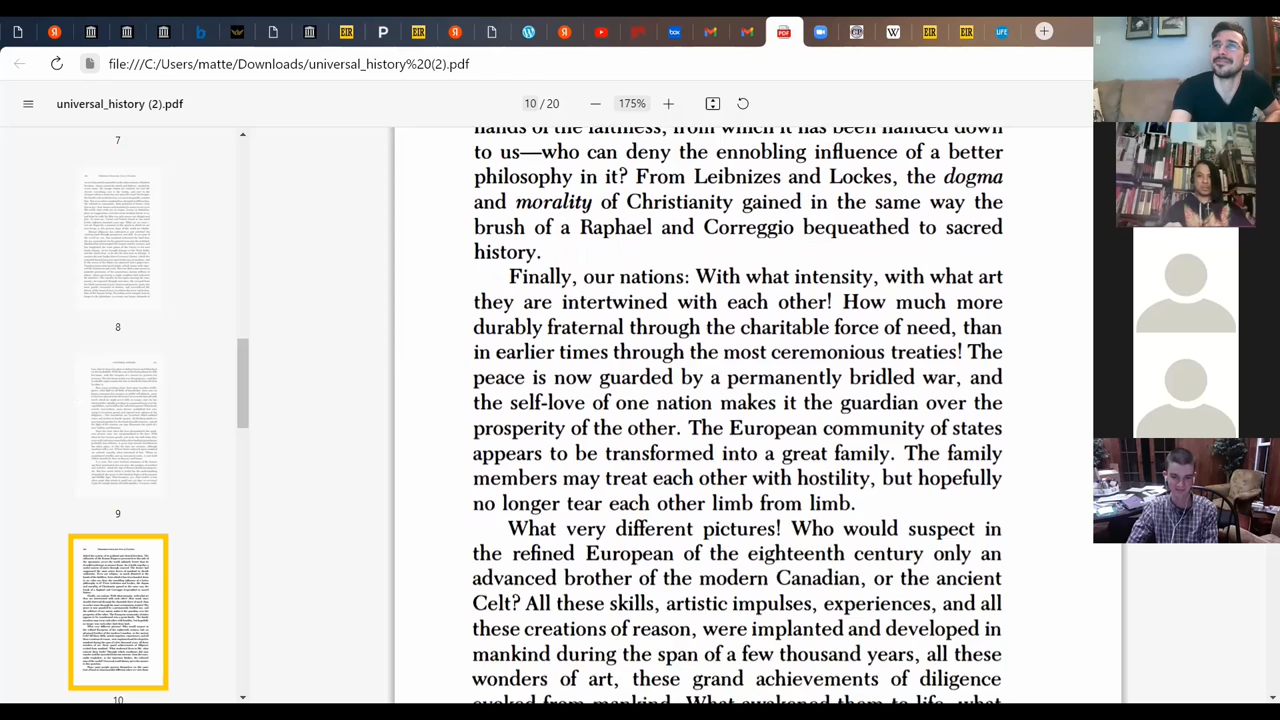 file:///C:/Users/matte/Downloads/universal_history%20(2).pdf
universal_history (2).pdf
10 / 20
175%
7
8
9
10
hands of the faithless, from which it has been handed down
to us—who can deny the ennobling influence of a better
philosophy in it? From Leibnizes and Lockes, the dogma
and morality of Christianity gained in the same way the
brush of a Raphael and Correggio bequeathed to sacred
history.
Finally, our nations: With what intensity, with what art
they are intertwined with each other! How much more
durably fraternal through the charitable force of need, than
in earlier times through the most ceremonious treaties! The
peace is now guarded by a permanently bridled war, and
the self-love of one nation makes it the guardian over the
prosperity of the other. The European community of states
appears to be transformed into a great family. The family
members may treat each other with hostility, but hopefully
no longer tear each other limb from limb.
What very different pictures! Who would suspect in
the refined European of the eighteenth century only an
advanced brother of the modern Canadian, or the ancient
Celt? All these skills, artistic impulses, experiences, and all
these creations of reason, were implanted and developed in
mankind during the span of a few thousand years, all these
wonders of art, these grand achievements of diligence
evoked from mankind. What awakened them to life, what
EIR
EIR
PDF
EIR
EIR
LIFE
box